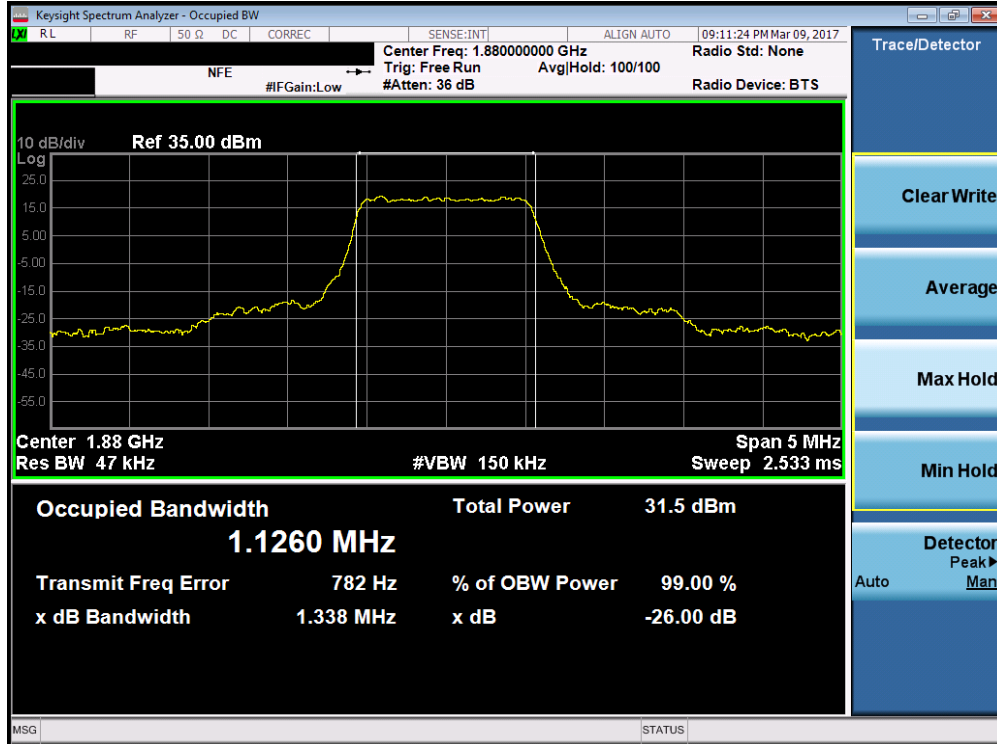 Keysight Spectrum Analyzer - Occupied BW
LXI RL RF 50 Ω DC CORREC SENSE:INT ALIGN AUTO 09:11:24 PM Mar 09, 2017
Center Freq: 1.880000000 GHz Radio Std: None
NFE Trig: Free Run Avg|Hold: 100/100
#IFGain:Low #Atten: 36 dB Radio Device: BTS
10 dB/div Ref 35.00 dBm
Log
25.0
15.0
5.00
-5.00
-15.0
-25.0
-35.0
-45.0
-55.0
Center 1.88 GHz Span 5 MHz
Res BW 47 kHz #VBW 150 kHz Sweep 2.533 ms
Occupied Bandwidth Total Power 31.5 dBm
1.1260 MHz
Transmit Freq Error 782 Hz % of OBW Power 99.00 %
x dB Bandwidth 1.338 MHz x dB -26.00 dB
MSG STATUS
Trace/Detector
Clear Write
Average
Max Hold
Min Hold
Detector
Peak▶
Auto Man